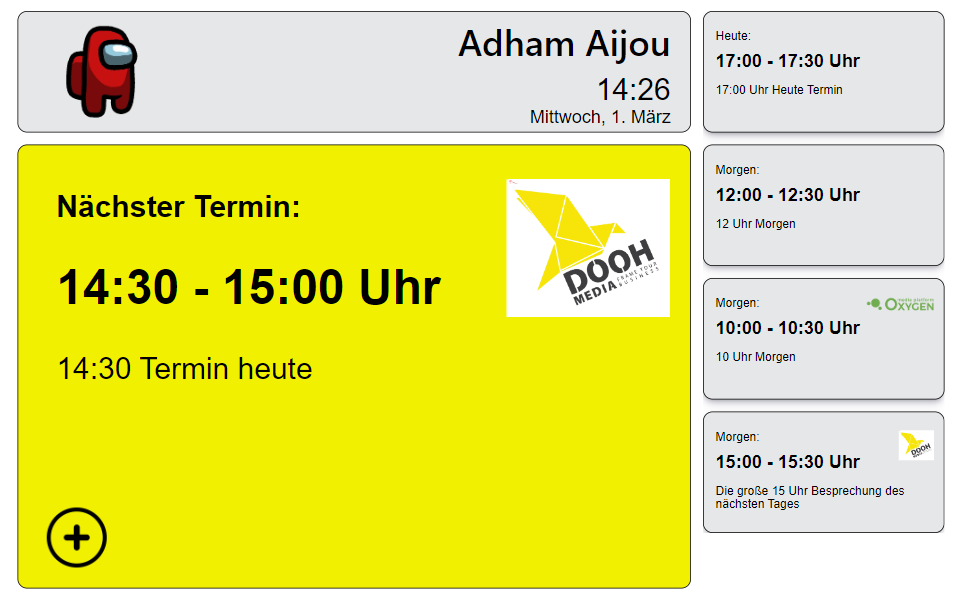 Adham Aijou
14:26
Mittwoch, 1. März
Nächster Termin:
14:30 - 15:00 Uhr
14:30 Termin heute
DOOH
MEDIA FRAME YOUR
BUSINESS
Heute:
17:00 - 17:30 Uhr
17:00 Uhr Heute Termin
Morgen:
12:00 - 12:30 Uhr
12 Uhr Morgen
Morgen:
media platform
OXYGEN
10:00 - 10:30 Uhr
10 Uhr Morgen
Morgen:
DOOH
15:00 - 15:30 Uhr
Die große 15 Uhr Besprechung des
nächsten Tages